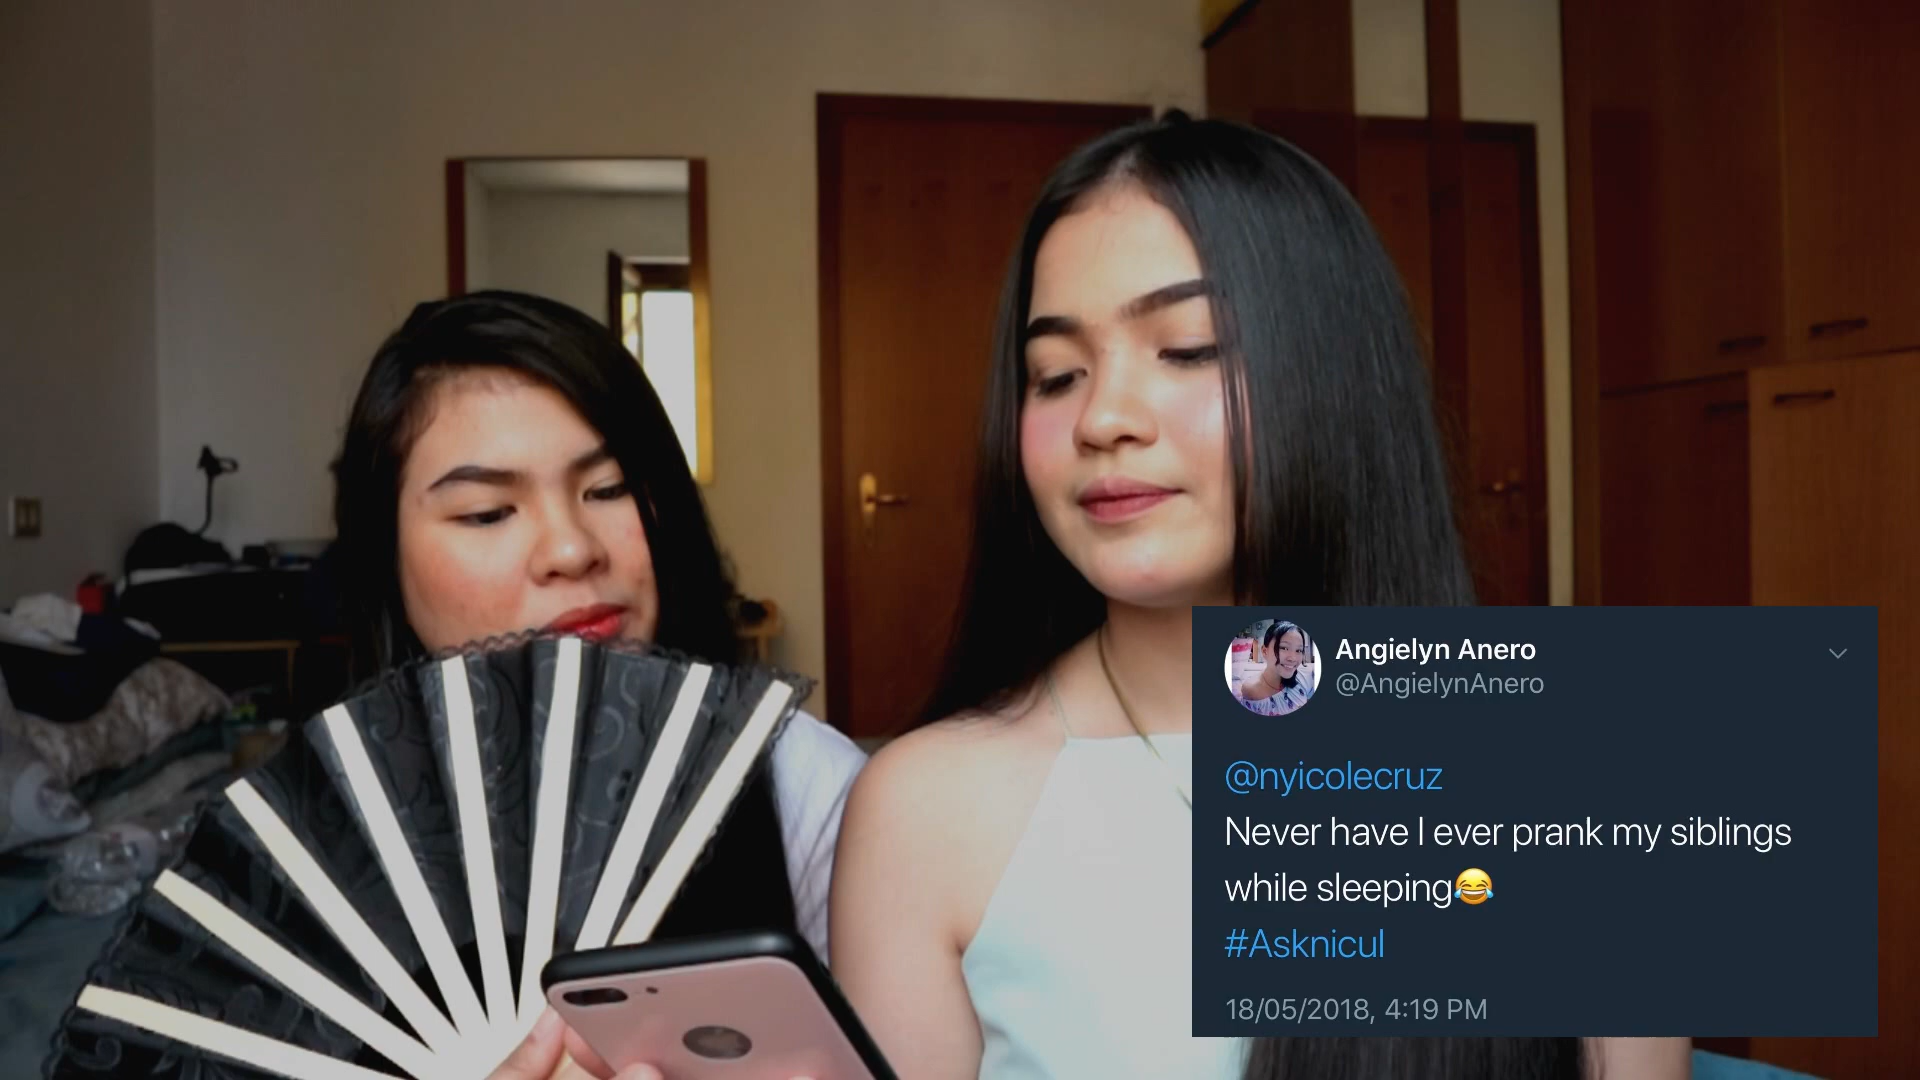 Angielyn Anero
@AngielynAnero
@nyicolecruz
Never have I ever prank my siblings
while sleeping😂
#Asknicul
18/05/2018, 4:19 PM